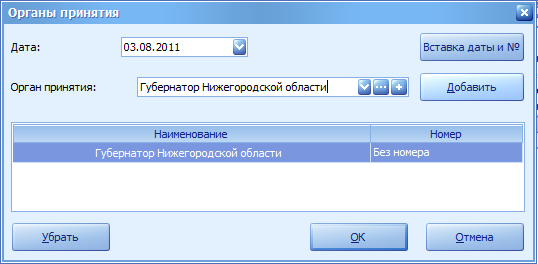 Органы принятия
Дата: 03.08.2011 Вставка даты и №
Орган принятия: Губернатор Нижегородской области Добавить
Наименование Номер
Губернатор Нижегородской области Без номера
Убрать ОК Отмена